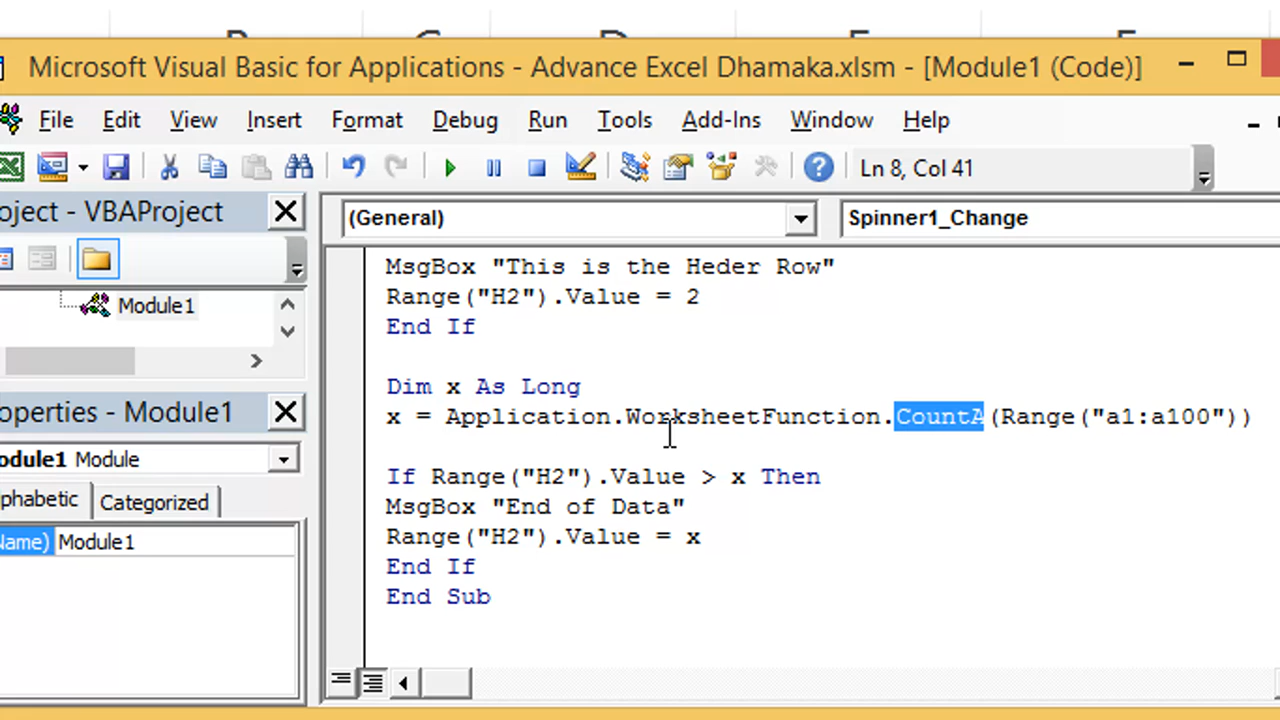 Microsoft Visual Basic for Applications - Advance Excel Dhamaka.xlsm - [Module1 (Code)]
File Edit View Insert Format Debug Run Tools Add-Ins Window Help
Ln 8, Col 41
oject - VBAProject
(General) Spinner1_Change
Module1
MsgBox "This is the Heder Row"
Range("H2").Value = 2
End If
Dim x As Long
x = Application.WorksheetFunction.CountA(Range("a1:a100"))
If Range("H2").Value > x Then
MsgBox "End of Data"
Range("H2").Value = x
End If
End Sub
operties - Module1
odule1 Module
phabetic Categorized
Name) Module1